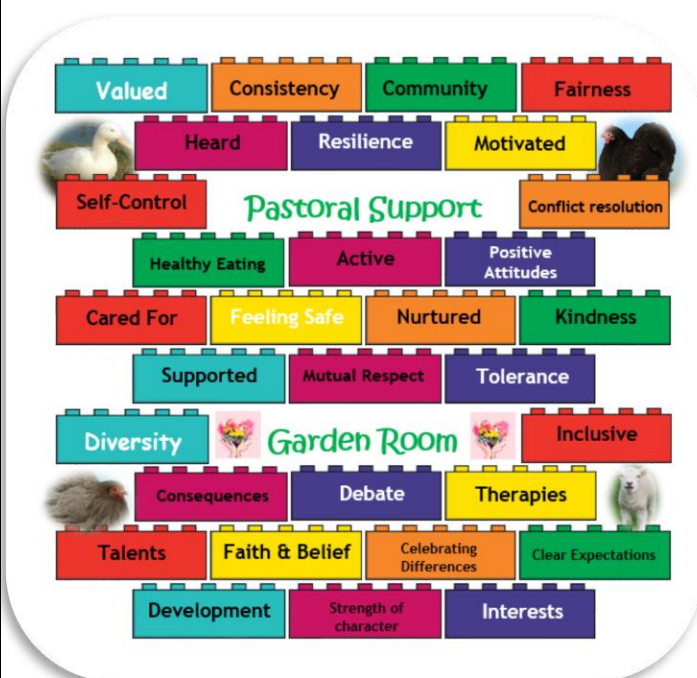 Valued Consistency Community Fairness
Heard Resilience Motivated
Self-Control Pastoral Support Conflict resolution
Healthy Eating Active Positive
Attitudes
Cared For Feeling Safe Nurtured Kindness
Supported Mutual Respect Tolerance
Diversity Garden Room Inclusive
Consequences Debate Therapies
Talents Faith & Belief Celebrating
Differences Clear Expectations
Development Strength of
character Interests